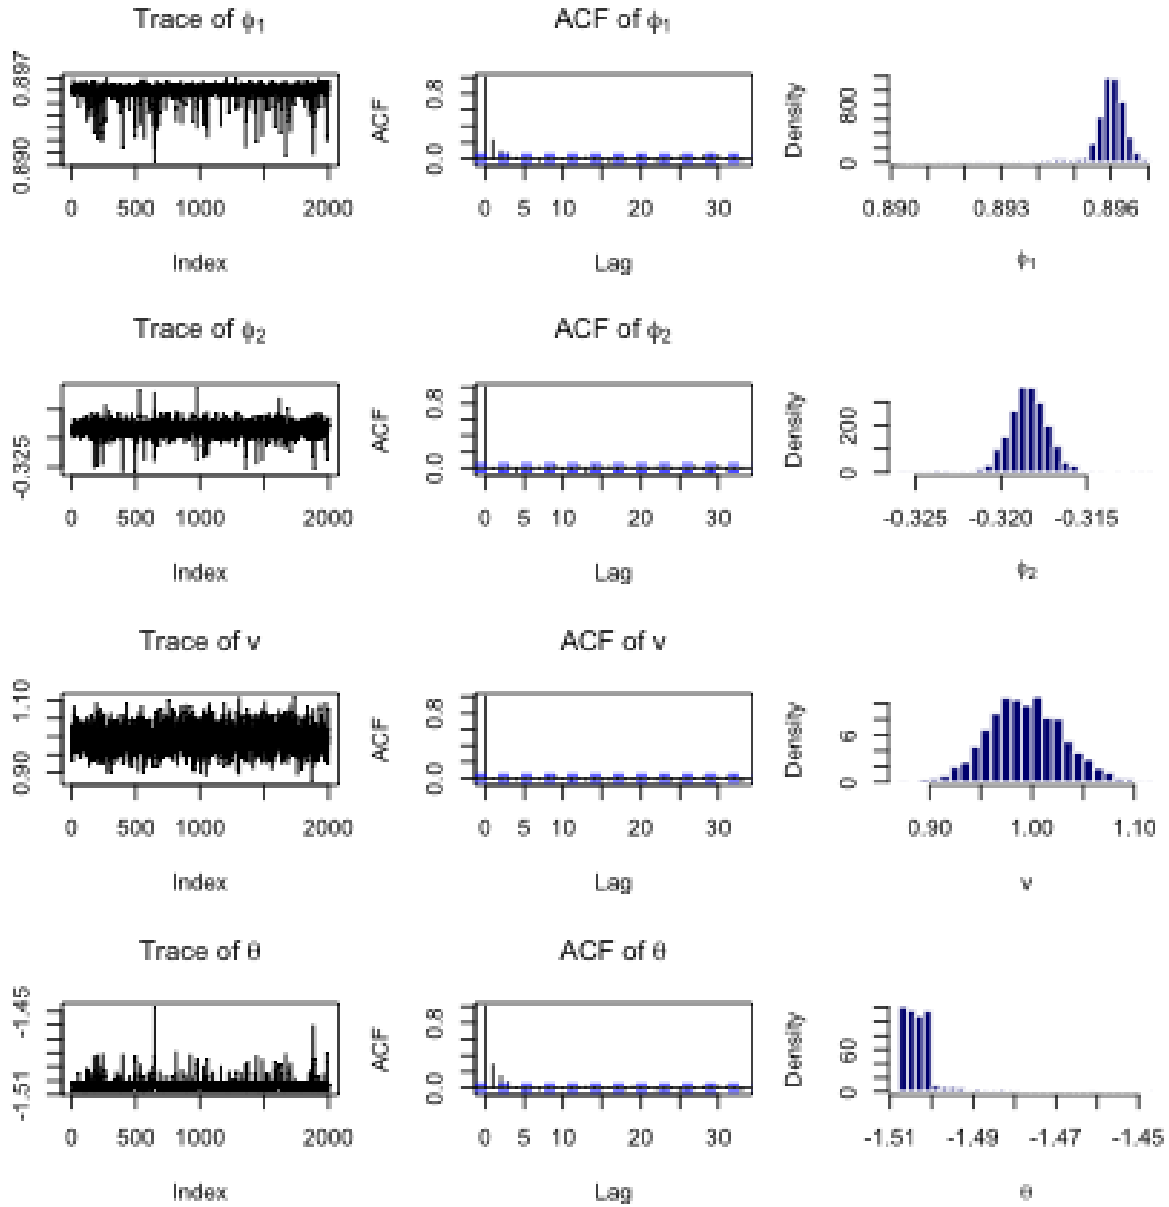 Trace of ϕ₁
ACF of ϕ₁
0.890 0.897
0 500 1000 2000
Index
ACF
0.0 0.8
0 5 10 20 30
Lag
Density
0 800
0.890 0.893 0.896
ϕ₁
Trace of ϕ₂
ACF of ϕ₂
-0.325
0 500 1000 2000
Index
ACF
0.0 0.8
0 5 10 20 30
Lag
Density
0 200
-0.325 -0.320 -0.315
ϕ₂
Trace of v
ACF of v
0.90 1.10
0 500 1000 2000
Index
ACF
0.0 0.8
0 5 10 20 30
Lag
Density
0 6
0.90 1.00 1.10
v
Trace of θ
ACF of θ
-1.51 -1.45
0 500 1000 2000
Index
ACF
0.0 0.8
0 5 10 20 30
Lag
Density
0 60
-1.51 -1.49 -1.47 -1.45
θ